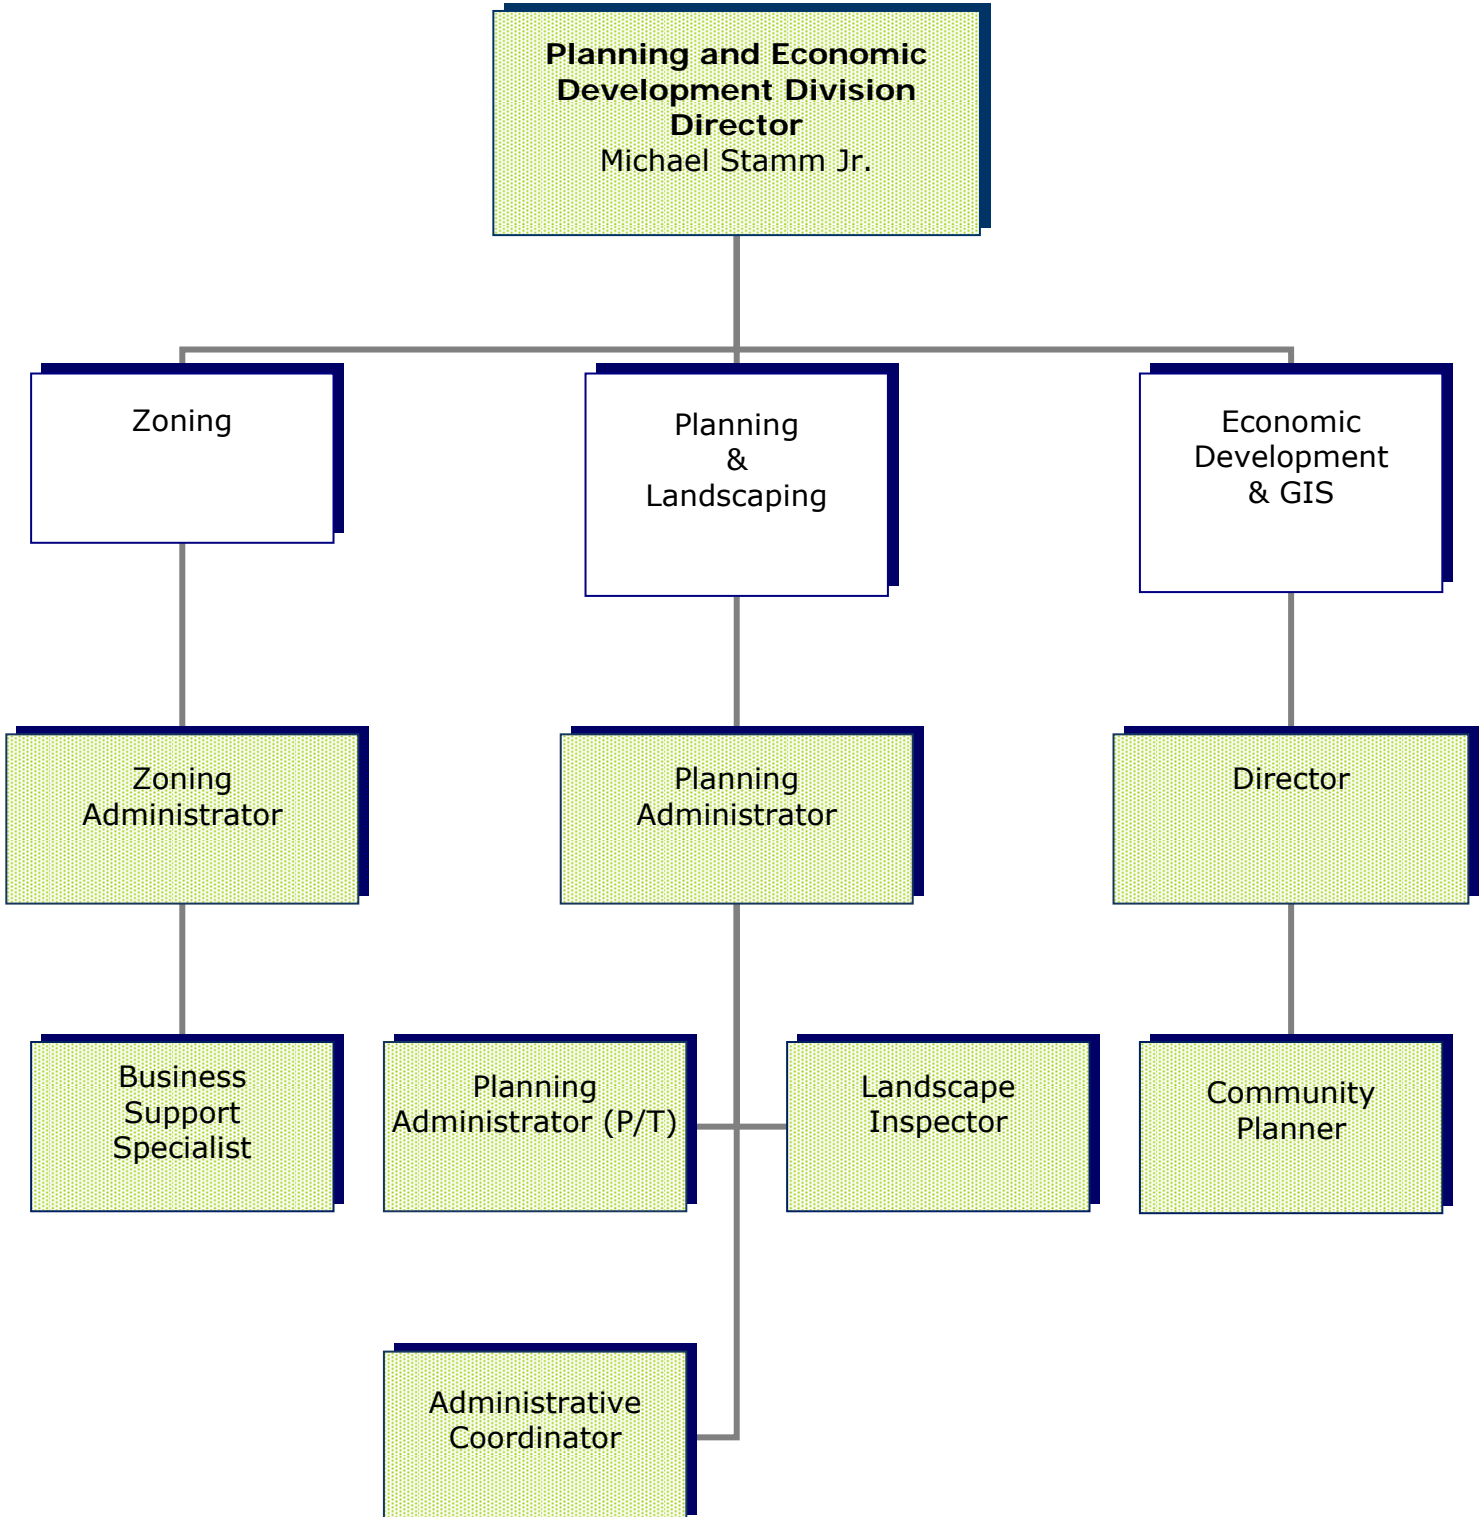 Planning and Economic
Development Division
Director
Michael Stamm Jr.
Zoning
Planning
&
Landscaping
Economic
Development
& GIS
Zoning
Administrator
Planning
Administrator
Director
Business
Support
Specialist
Planning
Administrator (P/T)
Landscape
Inspector
Community
Planner
Administrative
Coordinator